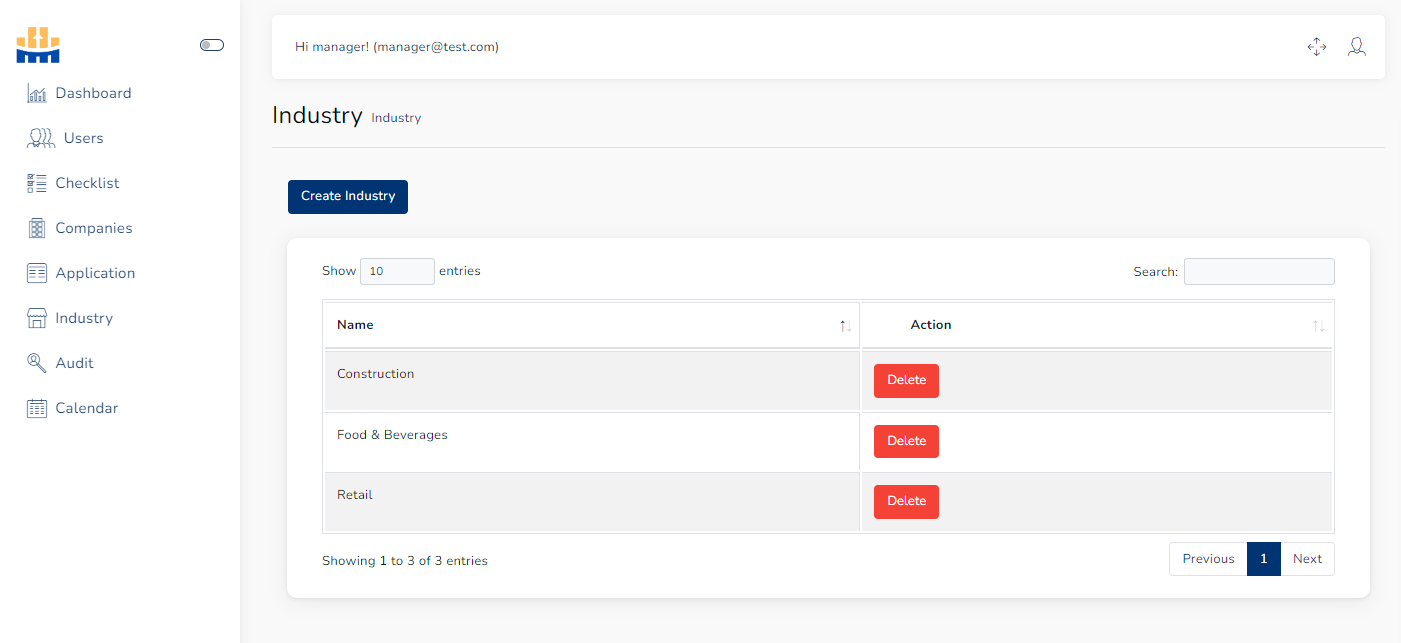 Hi manager! (manager@test.com)
Dashboard
Users
Checklist
Companies
Application
Industry
Audit
Calendar
Industry Industry
Create Industry
Show 10 entries
Search:
Name Action
Construction Delete
Food & Beverages Delete
Retail Delete
Showing 1 to 3 of 3 entries
Previous 1 Next